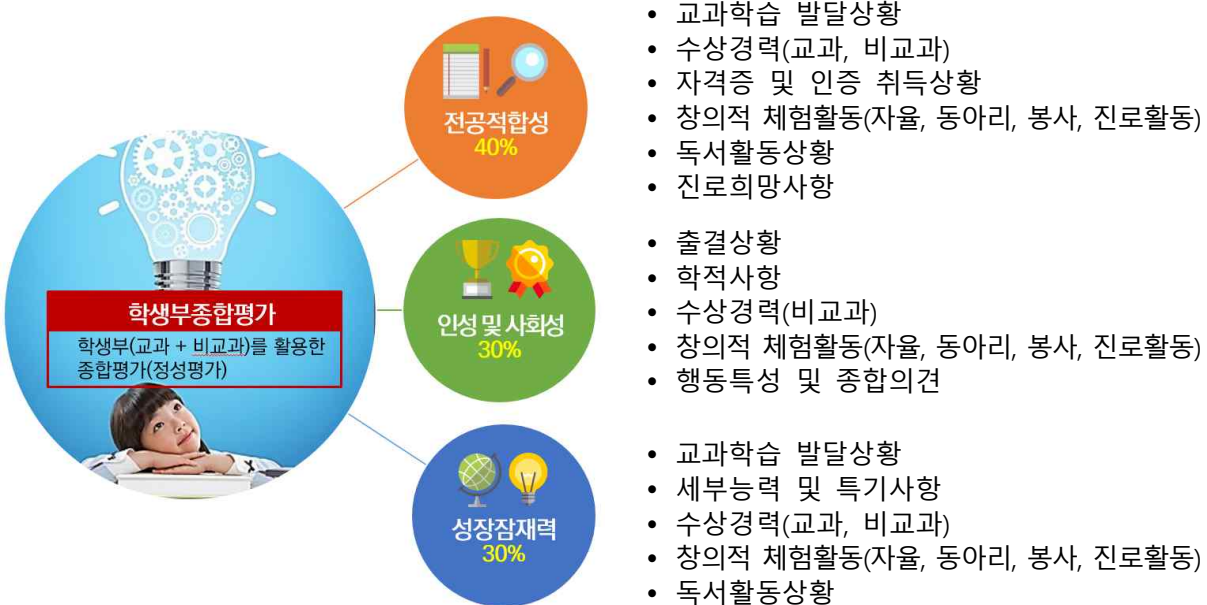 학생부종합평가
학생부(교과 + 비교과)를 활용한
종합평가(정성평가)
전공적합성
40%
• 교과학습 발달상황
• 수상경력(교과, 비교과)
• 자격증 및 인증 취득상황
• 창의적 체험활동(자율, 동아리, 봉사, 진로활동)
• 독서활동상황
• 진로희망사항
인성 및 사회성
30%
• 출결상황
• 학적사항
• 수상경력(비교과)
• 창의적 체험활동(자율, 동아리, 봉사, 진로활동)
• 행동특성 및 종합의견
성장잠재력
30%
• 교과학습 발달상황
• 세부능력 및 특기사항
• 수상경력(교과, 비교과)
• 창의적 체험활동(자율, 동아리, 봉사, 진로활동)
• 독서활동상황